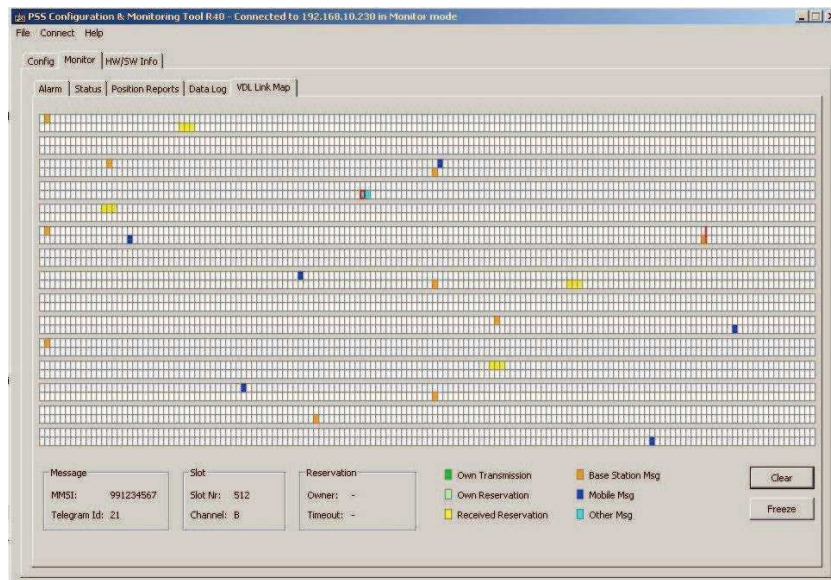 PSS Configuration & Monitoring Tool R40 - Connected to 192.168.10.230 in Monitor mode
File Connect Help
Config Monitor HW/SW Info
Alarm Status Position Reports Data Log VDL Link Map
Message
MMSI: 991234567
Telegram Id: 21
Slot
Slot Nr: 512
Channel: B
Reservation
Owner: -
Timeout: -
Own Transmission
Own Reservation
Received Reservation
Base Station Msg
Mobile Msg
Other Msg
Clear
Freeze